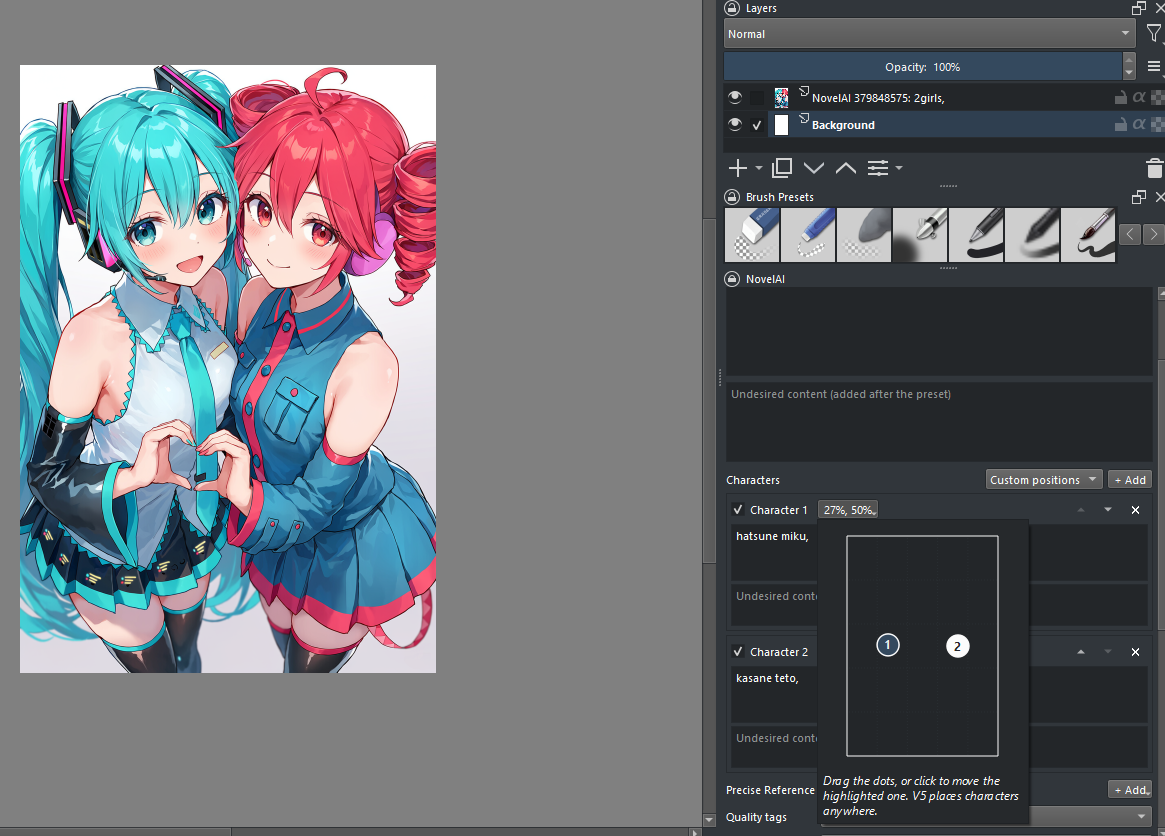 Layers
Normal
Opacity: 100%
NovelAI 379848575: 2girls,
Background
Brush Presets
NovelAI
Undesired content (added after the preset)
Characters
Custom positions
+ Add
Character 1
27%, 50%
hatsune miku,
Undesired conte
1
2
Character 2
kasane teto,
Undesired conte
Drag the dots, or click to move the
highlighted one. V5 places characters
anywhere.
Precise Reference
+ Add
Quality tags